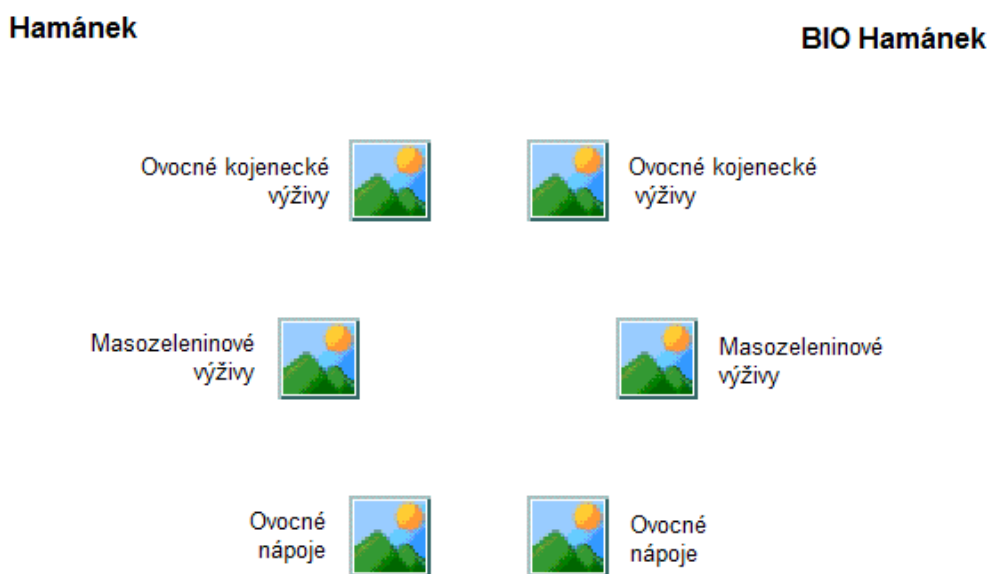 Hamánek
BIO Hamánek
Ovocné kojenecké
výživy
Ovocné kojenecké
výživy
Masozeleninové
výživy
Masozeleninové
výživy
Ovocné
nápoje
Ovocné
nápoje